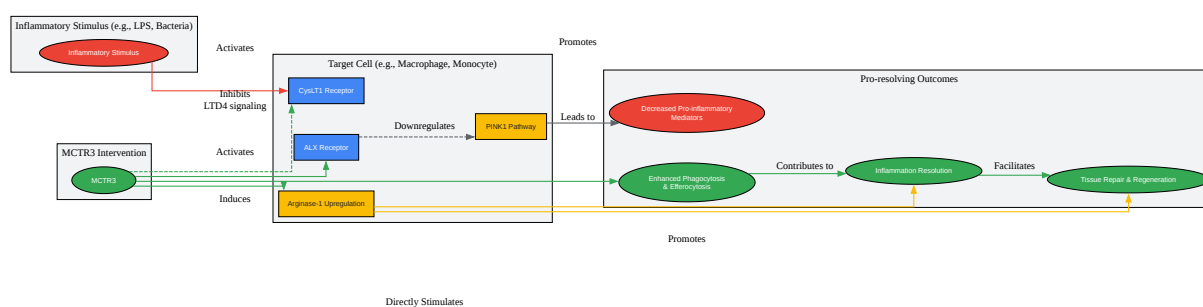 Inflammatory Stimulus (e.g., LPS, Bacteria)
Inflammatory Stimulus
Activates
Promotes
Target Cell (e.g., Macrophage, Monocyte)
CysLT1 Receptor
Inhibits
LTD4 signaling
ALX Receptor
Downregulates
PINK1 Pathway
Leads to
Pro-resolving Outcomes
Decreased Pro-inflammatory
Mediators
MCTR3 Intervention
MCTR3
Activates
Induces
Arginase-1 Upregulation
Enhanced Phagocytosis
& Efferocytosis
Contributes to
Inflammation Resolution
Facilitates
Tissue Repair & Regeneration
Promotes
Directly Stimulates